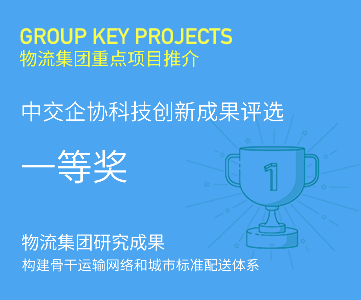 GROUP KEY PROJECTS
物流集团重点项目推介
中交企协科技创新成果评选
一等奖
1
物流集团研究成果
构建骨干运输网络和城市标准配送体系